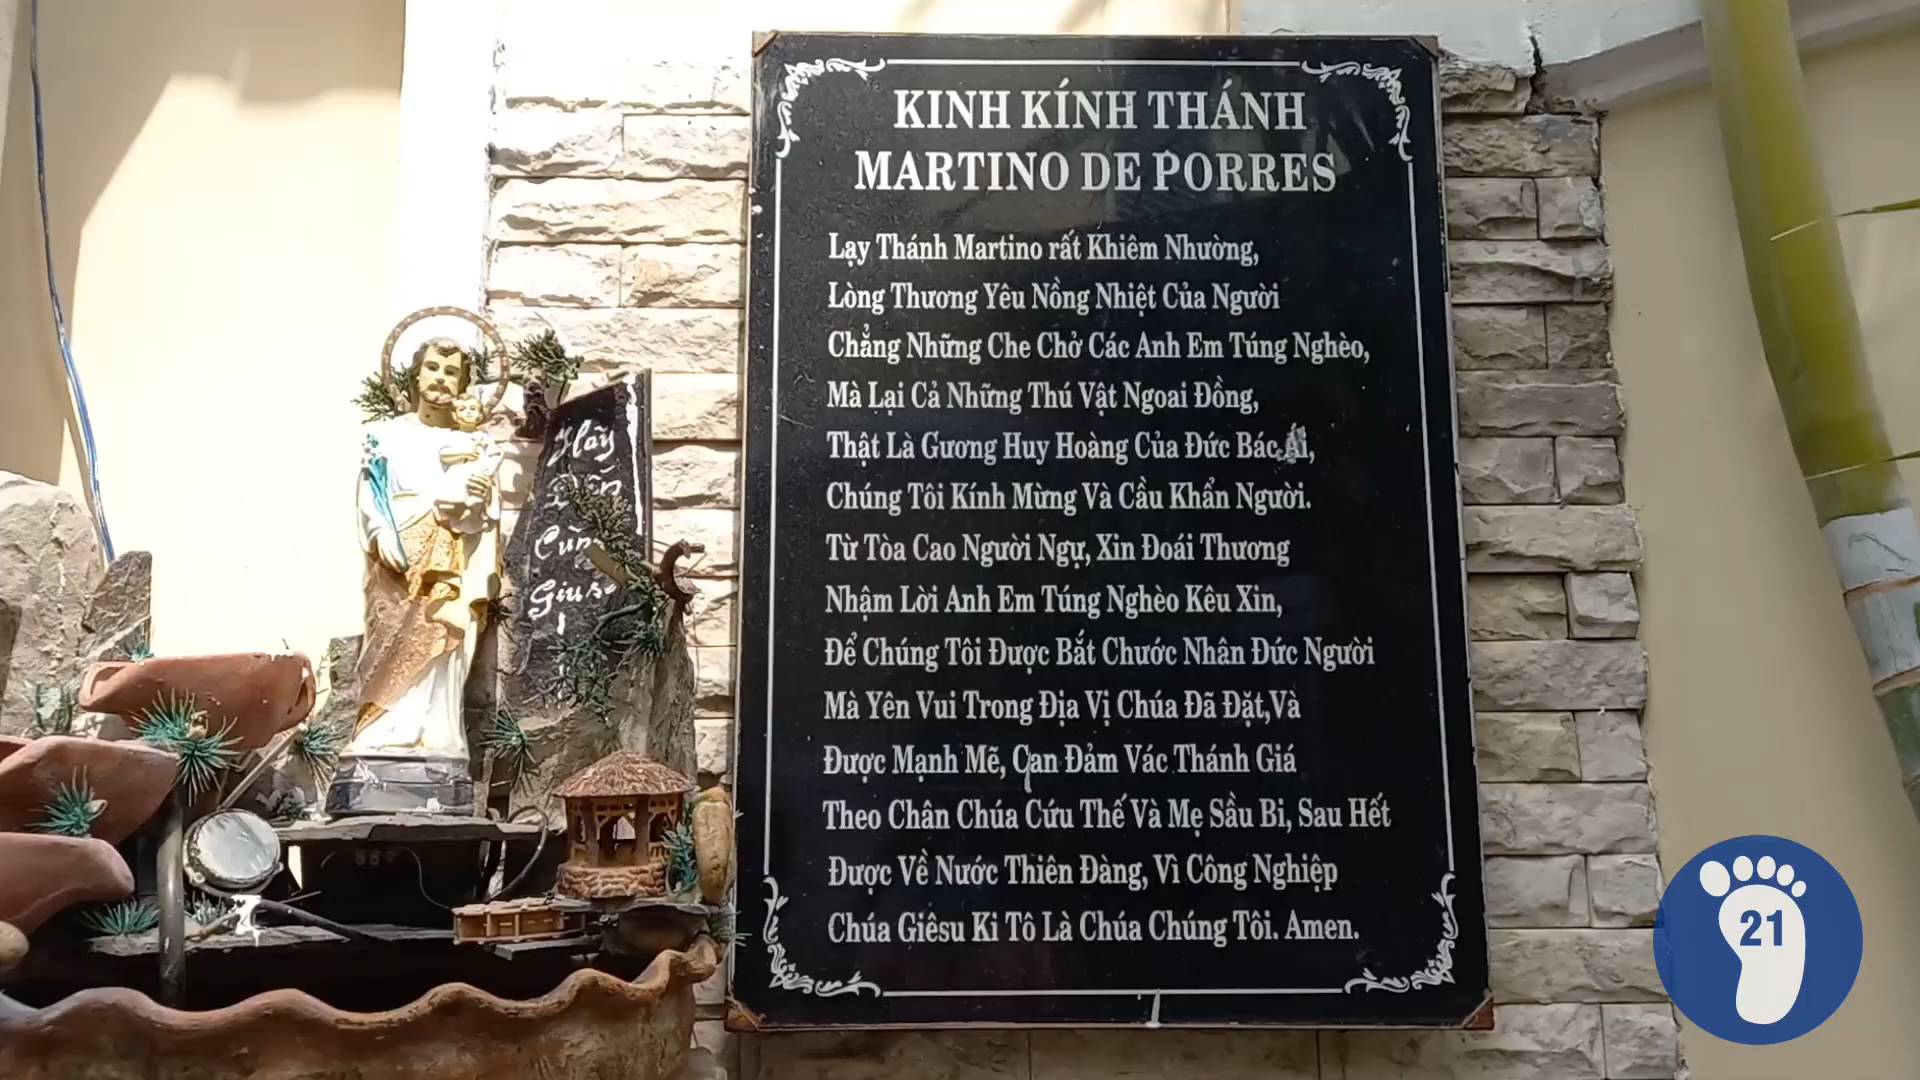 KINH KÍNH THÁNH
MARTINO DE PORRES
Lạy Thánh Martino rất Khiêm Nhường,
Lòng Thương Yêu Nồng Nhiệt Của Người
Chẳng Những Che Chở Các Anh Em Túng Nghèo,
Mà Lại Cả Những Thú Vật Ngoai Đồng,
Thật Là Gương Huy Hoàng Của Đức Bác Ái,
Chúng Tôi Kính Mừng Và Cầu Khẩn Người.
Từ Tòa Cao Người Ngự, Xin Đoái Thương
Nhậm Lời Anh Em Túng Nghèo Kêu Xin,
Để Chúng Tôi Được Bắt Chước Nhân Đức Người
Mà Yên Vui Trong Địa Vị Chúa Đã Đặt,Và
Được Mạnh Mẽ, Can Đảm Vác Thánh Giá
Theo Chân Chúa Cứu Thế Và Mẹ Sầu Bi, Sau Hết
Được Về Nước Thiên Đàng, Vì Công Nghiệp
Chúa Giêsu Ki Tô Là Chúa Chúng Tôi. Amen.
Hãy
21